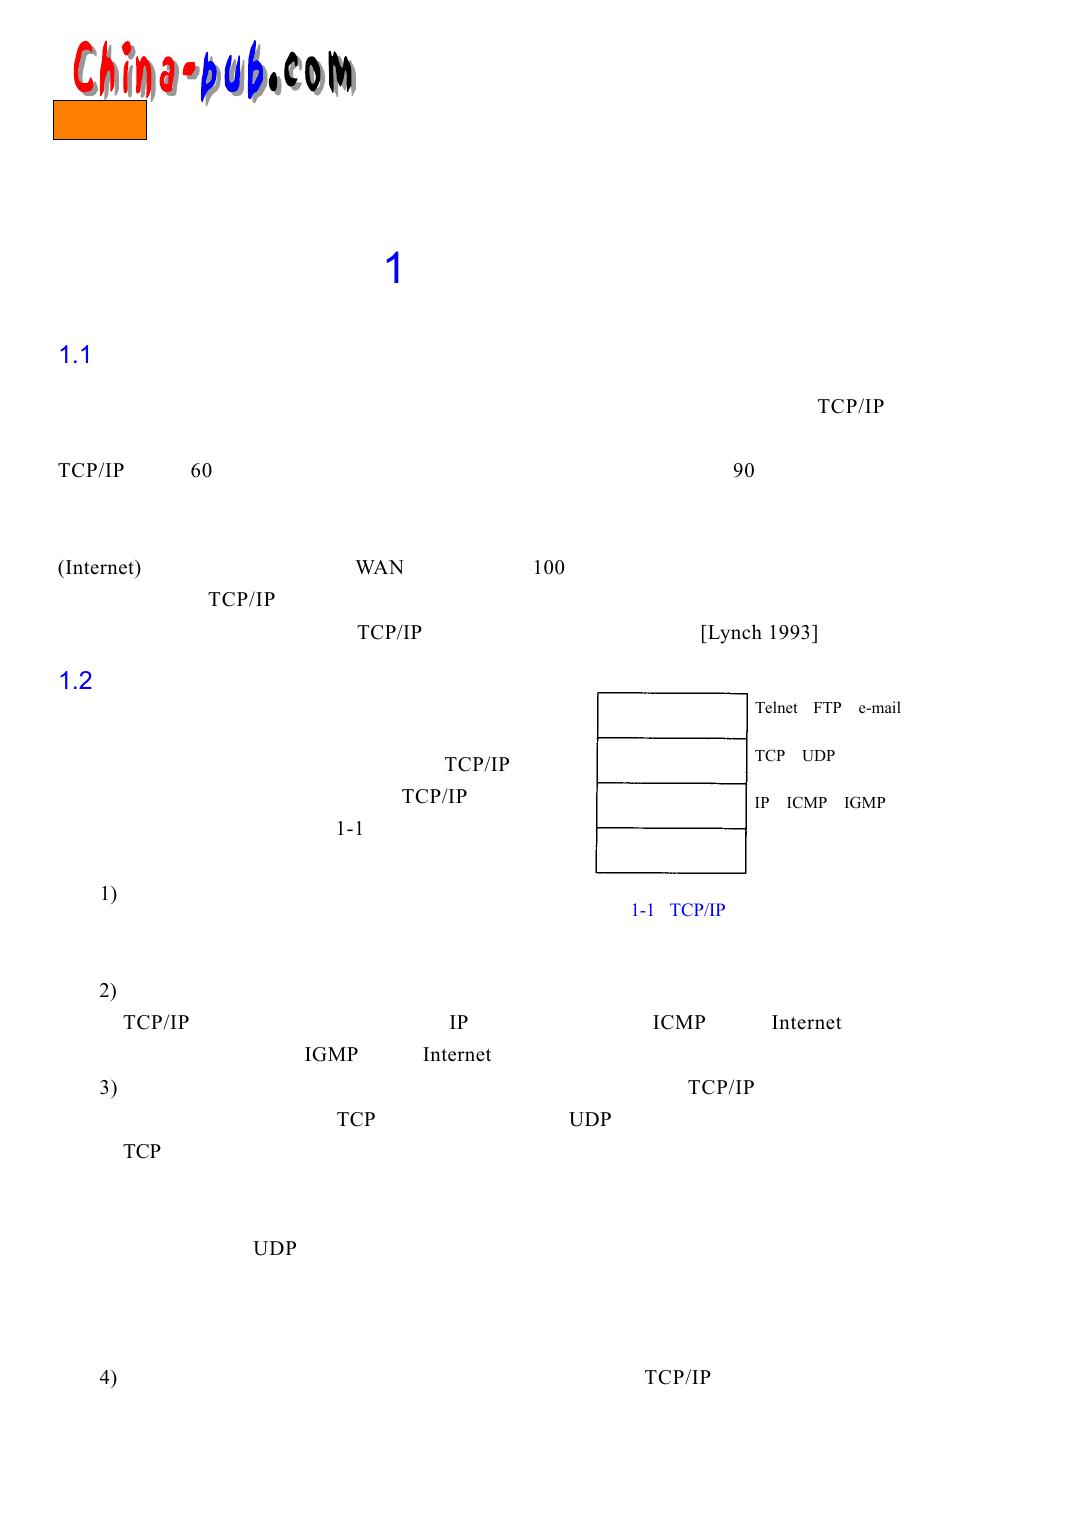 China-pub.com
1
1.1
TCP/IP
TCP/IP 60 90
(Internet) WAN 100
TCP/IP
TCP/IP [Lynch 1993]
1.2
TCP/IP
TCP/IP
1-1
Telnet FTP e-mail
TCP UDP
IP ICMP IGMP
1-1 TCP/IP
1)
2)
TCP/IP IP ICMP Internet
IGMP Internet
3) TCP/IP
TCP UDP
TCP
UDP
4) TCP/IP